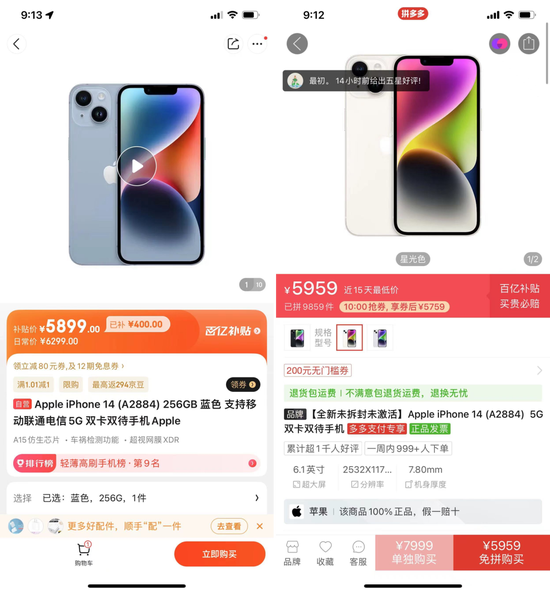 9:13
1
10
补贴价¥5899.00
已补 ¥400.00
百亿补贴
日常价 ¥6299.00
领立减80元券,及12期免息券
满1.01减1
限购
最高返294京豆
领券
自营 Apple iPhone 14 (A2884) 256GB 蓝色 支持移
动联通电信5G 双卡双待手机 Apple
A15仿生芯片・车祸检测功能・超视网膜XDR
排行榜 轻薄高刷手机榜・第9名
选择 已选:蓝色,256G,1件
更多好配件,顺手“配”一件
去查看
购物车
1
立即购买
9:12
拼多多
最初。14小时前给出五星好评!
星光色
1/2
¥5959 近15天最低价
百亿补贴
已拼9859件
10:00抢券,享券后¥5759
买贵必赔
规格
型号
200元无门槛券
退货包运费 | 不满意包退货运费,退换无忧
品牌【全新未拆封未激活】Apple iPhone 14 (A2884) 5G
双卡双待手机 多多支付专享 正品发票
累计超1千人好评
一周内999+人下单
6.1英寸
2532X117...
7.80mm
超大屏
分辨率
机身厚度
苹果 | 该商品100%正品,假一赔十
品牌
收藏
客服
¥7999
单独购买
¥5959
免拼购买